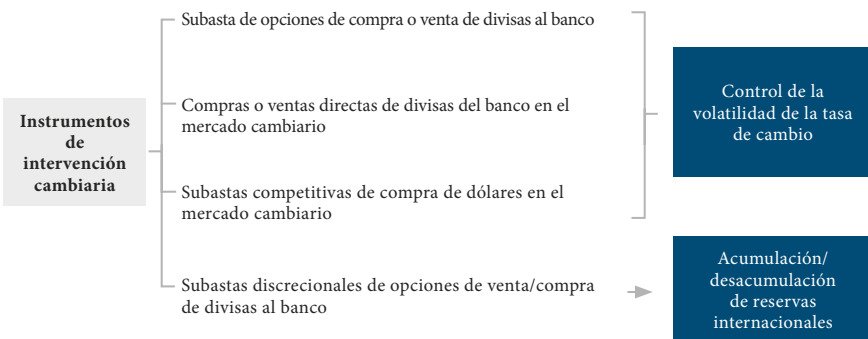 Instrumentos
de
intervención
cambiaria
Subasta de opciones de compra o venta de divisas al banco
Compras o ventas directas de divisas del banco en el
mercado cambiario
Subastas competitivas de compra de dólares en el
mercado cambiario
Subastas discrecionales de opciones de venta/compra
de divisas al banco
Control de la
volatilidad de la tasa
de cambio
Acumulación/
desacumulación
de reservas
internacionales